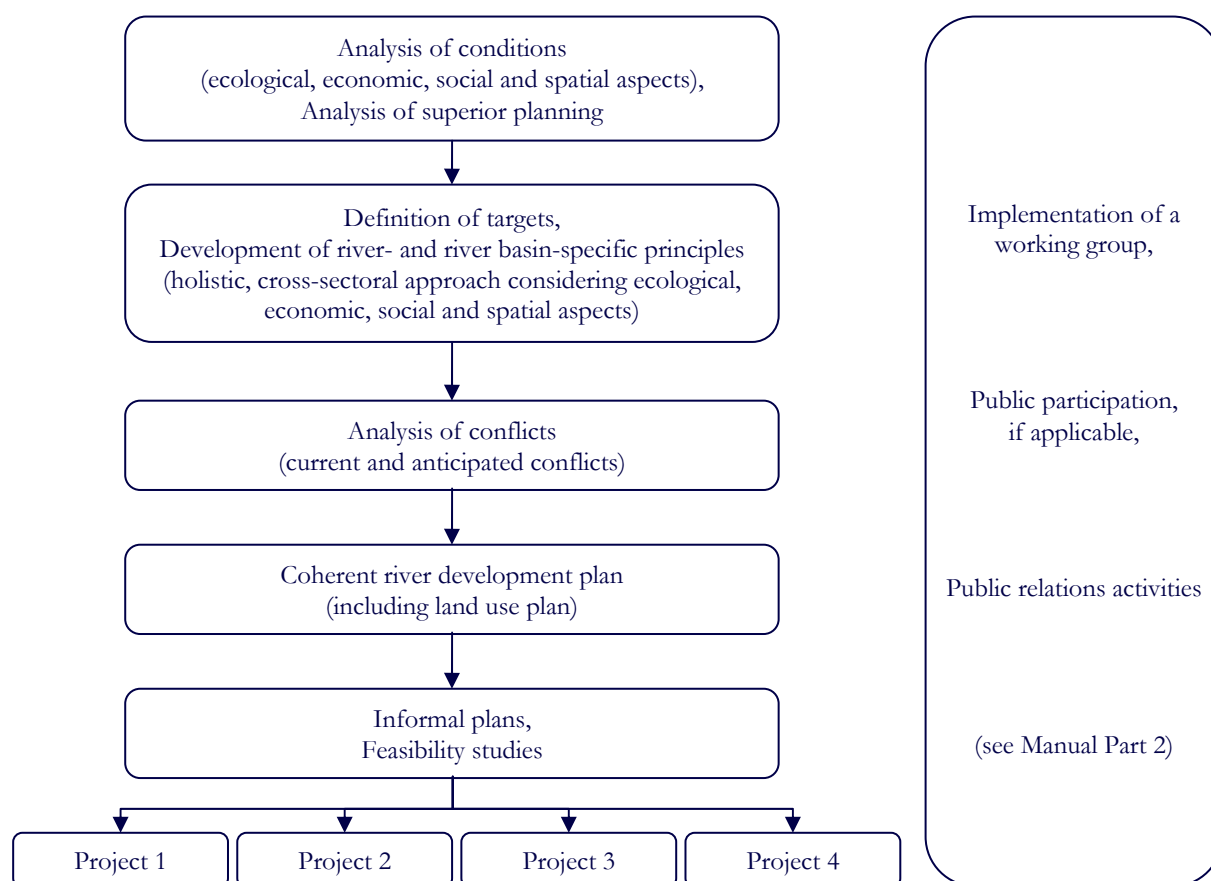 Analysis of conditions
(ecological, economic, social and spatial aspects),
Analysis of superior planning
Definition of targets,
Development of river- and river basin-specific principles
(holistic, cross-sectoral approach considering ecological,
economic, social and spatial aspects)
Analysis of conflicts
(current and anticipated conflicts)
Coherent river development plan
(including land use plan)
Informal plans,
Feasibility studies
Project 1
Project 2
Project 3
Project 4
Implementation of a
working group,
Public participation,
if applicable,
Public relations activities
(see Manual Part 2)